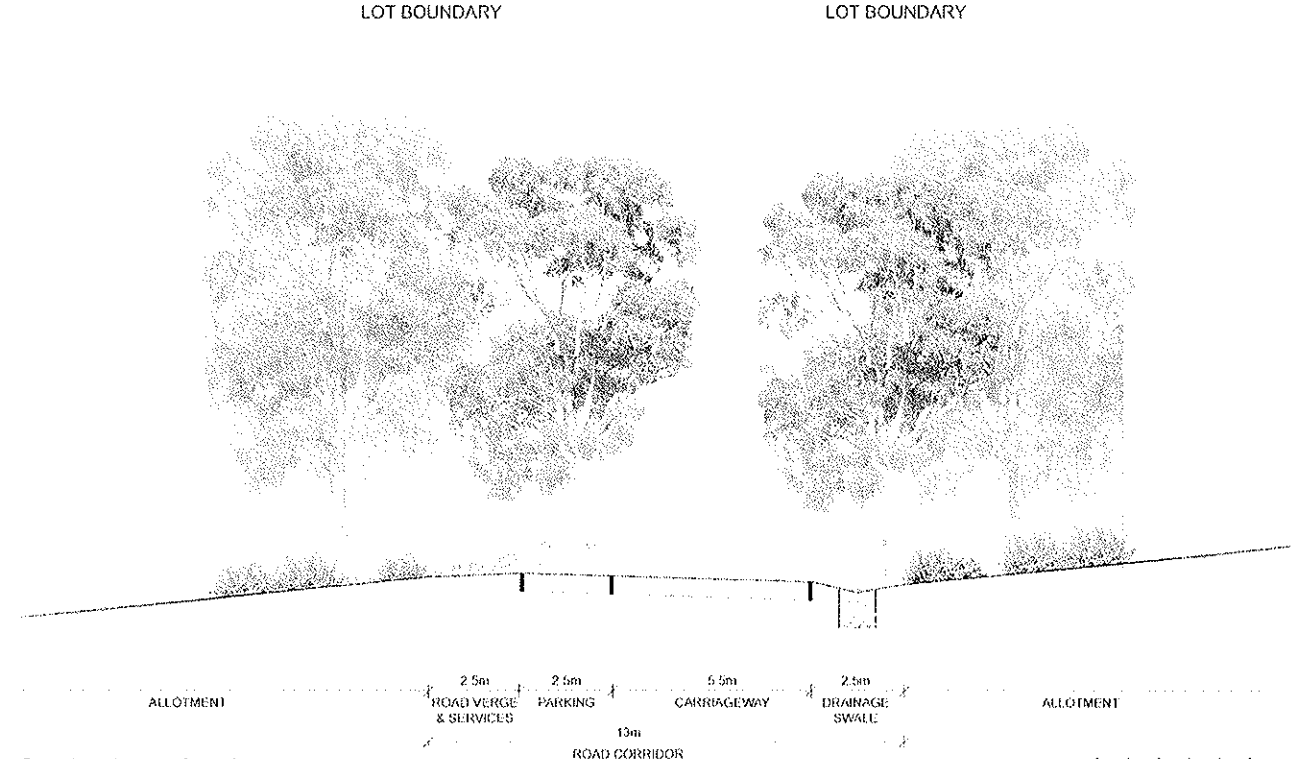 LOT BOUNDARY LOT BOUNDARY
2.5m 2.5m 5.5m 2.5m
ALLOTMENT ROAD VERGE PARKING CARRIAGEWAY DRAINAGE ALLOTMENT
& SERVICES SWALE
13m
ROAD CORRIDOR